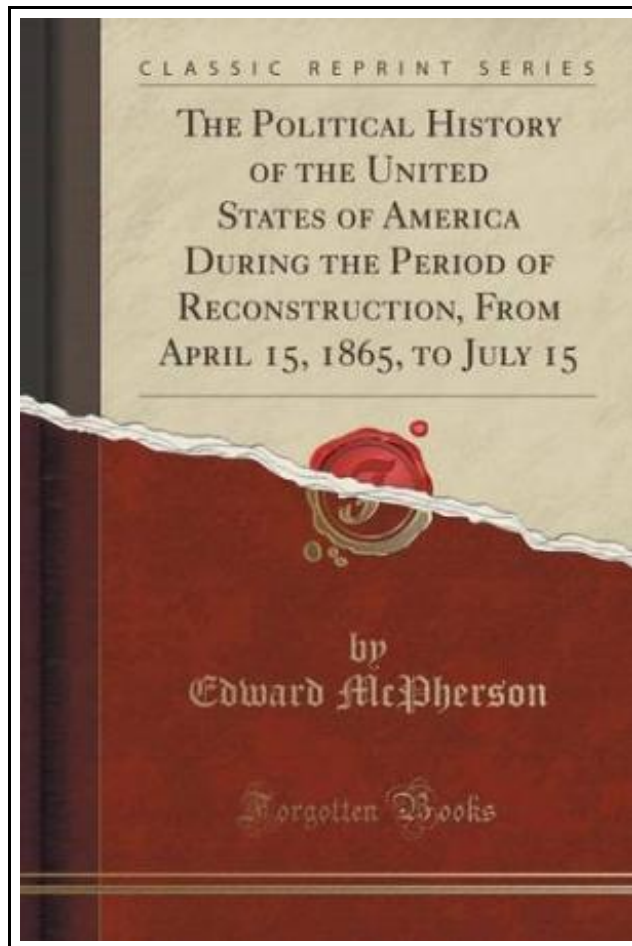 CLASSIC REPRINT SERIES
THE POLITICAL HISTORY
OF THE UNITED
STATES OF AMERICA
DURING THE PERIOD OF
RECONSTRUCTION, FROM
APRIL 15, 1865, TO JULY 15
by
Edward McPherson
Forgotten Books